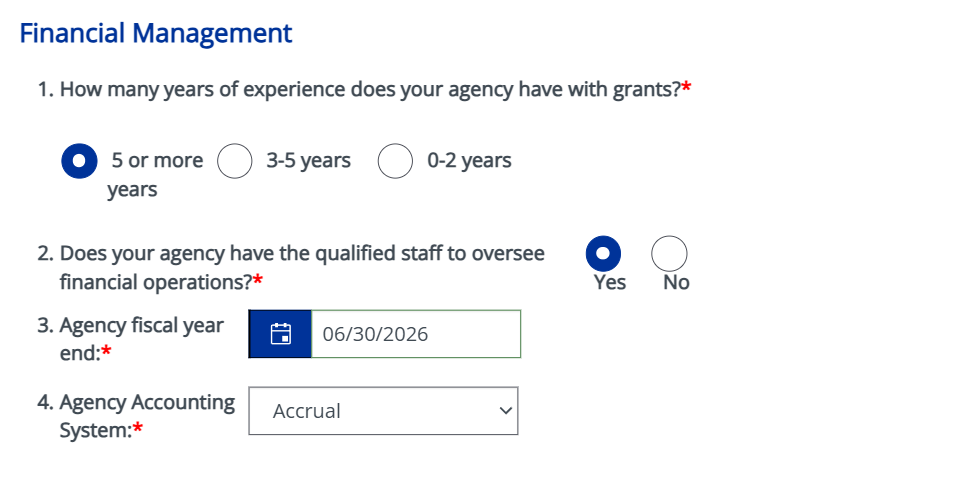 Financial Management
1. How many years of experience does your agency have with grants?*
5 or more years
3-5 years
0-2 years
2. Does your agency have the qualified staff to oversee
financial operations?*
Yes
No
3. Agency fiscal year
end:*
06/30/2026
4. Agency Accounting
System:*
Accrual